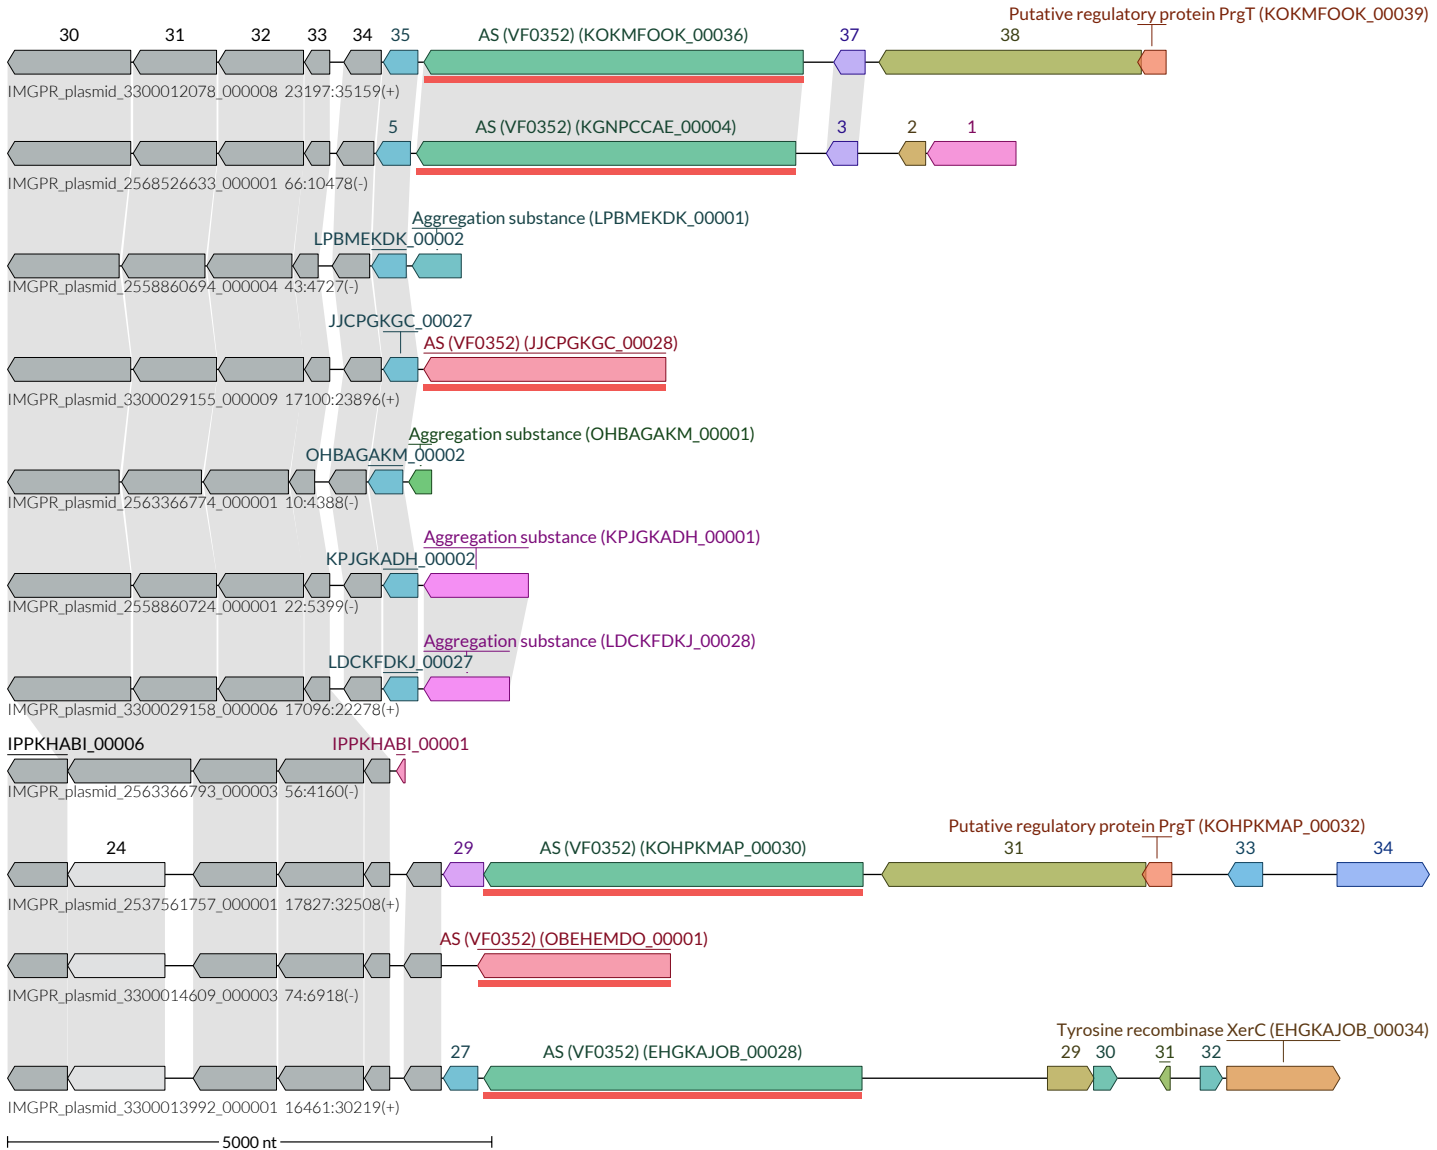 Putative regulatory protein PrgT (KOKMFOOK_00039)
30 31 32 33 34 35 AS (VF0352) (KOKMFOOK_00036) 37 38
IMGPR_plasmid_3300012078_000008 23197:35159(+)
5 AS (VF0352) (KGNPCCAE_00004) 3 2 1
IMGPR_plasmid_2568526633_000001 66:10478(-)
Aggregation substance (LPBMEKDK_00001)
LPBMEKDK_00002
IMGPR_plasmid_2558860694_000004 43:4727(-)
JJCPGKGC_00027
AS (VF0352) (JJCPGKGC_00028)
IMGPR_plasmid_3300029155_000009 17100:23896(+)
Aggregation substance (OHBAGAKM_00001)
OHBAGAKM_00002
IMGPR_plasmid_2563366774_000001 10:4388(-)
Aggregation substance (KPJGKADH_00001)
KPJGKADH_00002
IMGPR_plasmid_2558860724_000001 22:5399(-)
Aggregation substance (LDCKFDKJ_00028)
LDCKFDKJ_00027
IMGPR_plasmid_3300029158_000006 17096:22278(+)
IPPKHABI_00006 IPPKHABI_00001
IMGPR_plasmid_2563366793_000003 56:4160(-)
Putative regulatory protein PrgT (KOHPKMAP_00032)
24 29 AS (VF0352) (KOHPKMAP_00030) 31 33 34
IMGPR_plasmid_2537561757_000001 17827:32508(+)
AS (VF0352) (OBEHEMDO_00001)
IMGPR_plasmid_3300014609_000003 74:6918(-)
Tyrosine recombinase XerC (EHGKAJOB_00034)
27 AS (VF0352) (EHGKAJOB_00028) 29 30 31 32
IMGPR_plasmid_3300013992_000001 16461:30219(+)
5000 nt